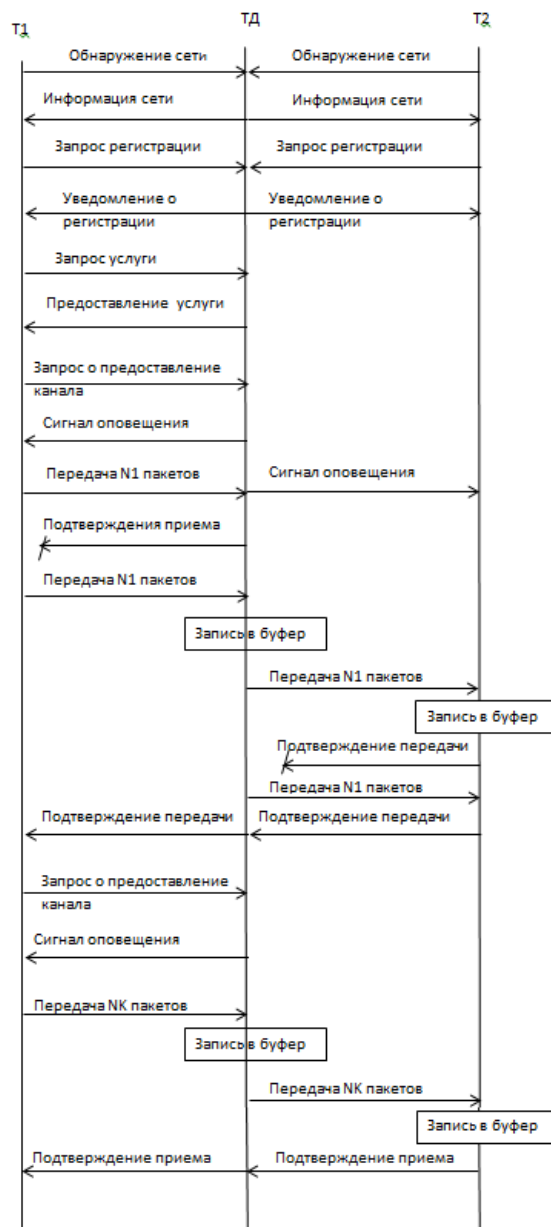 Т1
ТД
Т2
Обнаружение сети
Обнаружение сети
Информация сети
Информация сети
Запрос регистрации
Запрос регистрации
Уведомление о
регистрации
Уведомление о
регистрации
Запрос услуги
Предоставление услуги
Запрос о предоставление
канала
Сигнал оповещения
Передача N1 пакетов
Сигнал оповещения
Подтверждения приема
Передача N1 пакетов
Запись в буфер
Передача N1 пакетов
Запись в буфер
Подтверждение передачи
Передача N1 пакетов
Подтверждение передачи
Подтверждение передачи
Запрос о предоставление
канала
Сигнал оповещения
Передача NК пакетов
Запись в буфер
Передача NК пакетов
Запись в буфер
Подтверждение приема
Подтверждение приема